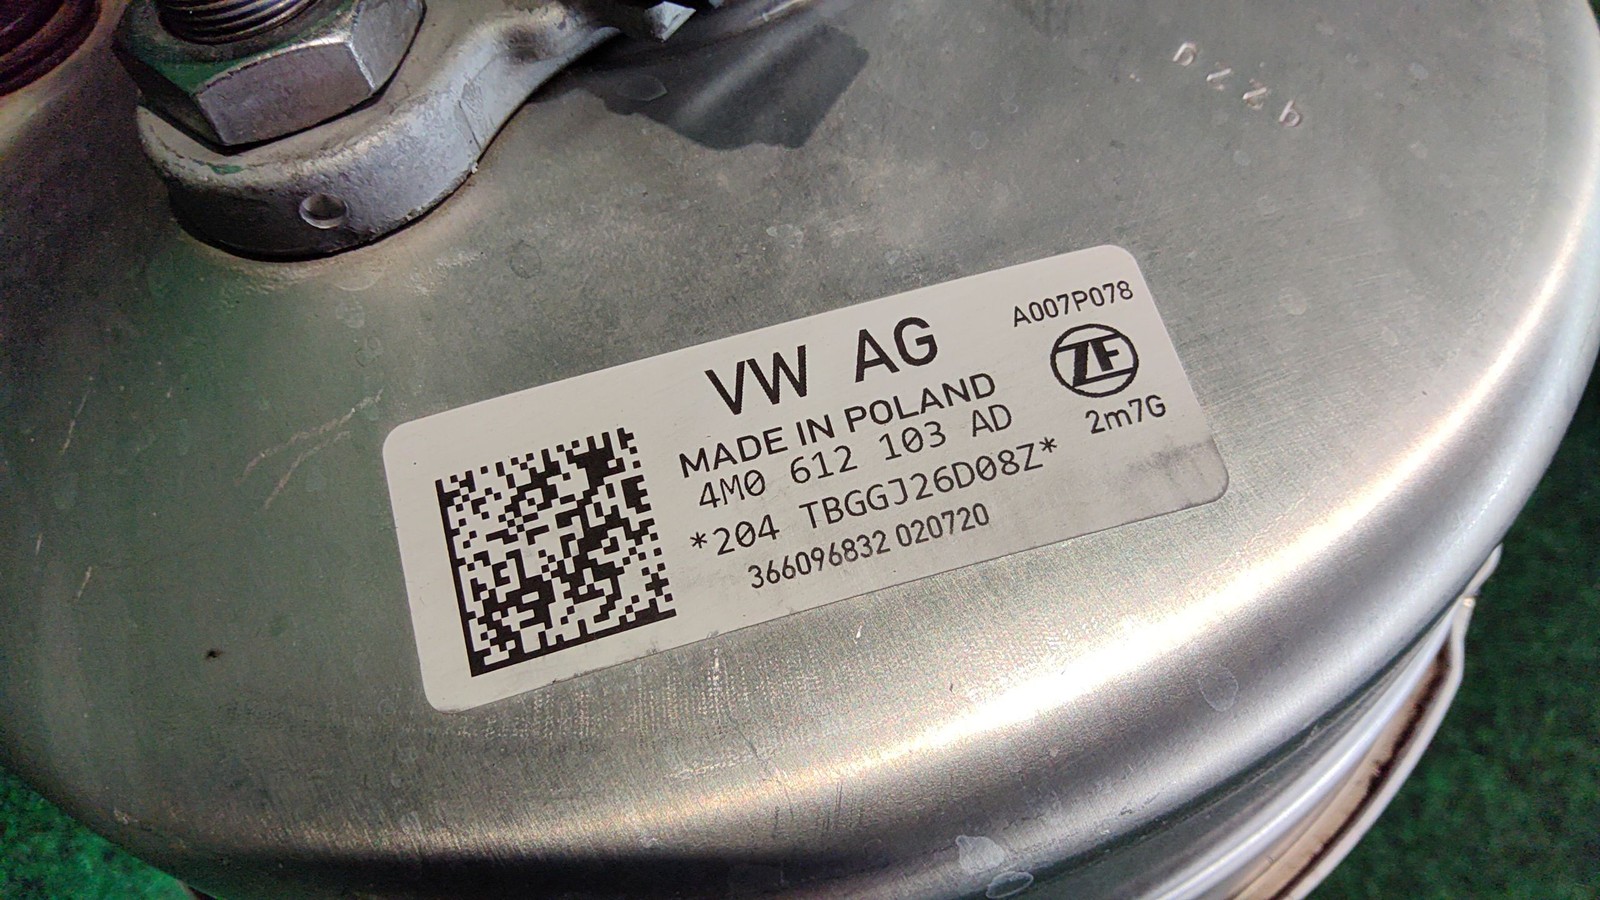 VW AG
A007P078
ZF
MADE IN POLAND
2m7G
4M0 612 103 AD
*204 TBGGJ26D08Z*
366096832 020720